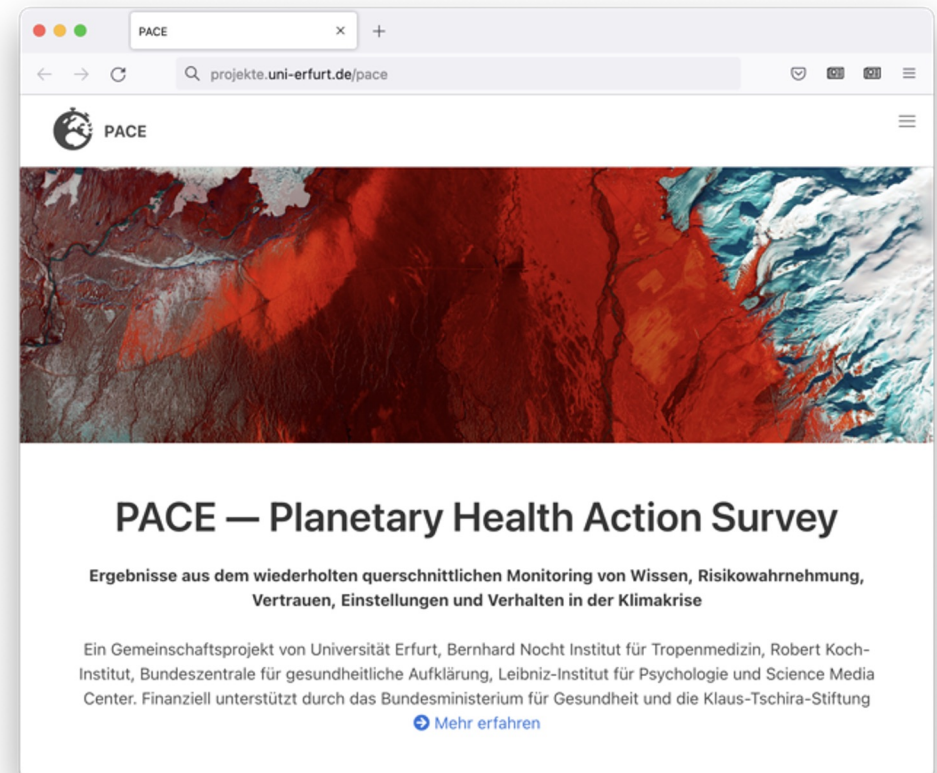 PACE
projekte.uni-erfurt.de/pace
PACE
PACE — Planetary Health Action Survey
Ergebnisse aus dem wiederholten querschnittlichen Monitoring von Wissen, Risikowahrnehmung,
Vertrauen, Einstellungen und Verhalten in der Klimakrise
Ein Gemeinschaftsprojekt von Universität Erfurt, Bernhard Nocht Institut für Tropenmedizin, Robert Koch-
Institut, Bundeszentrale für gesundheitliche Aufklärung, Leibniz-Institut für Psychologie und Science Media
Center. Finanziell unterstützt durch das Bundesministerium für Gesundheit und die Klaus-Tschira-Stiftung
Mehr erfahren